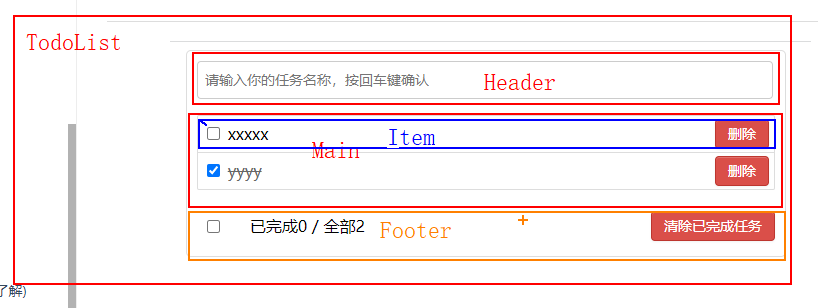 TodoList
请输入你的任务名称，按回车键确认
Header
xxxxx
Item
删除
Main
yyyy
删除
已完成0 / 全部2
Footer
清除已完成任务
了解)